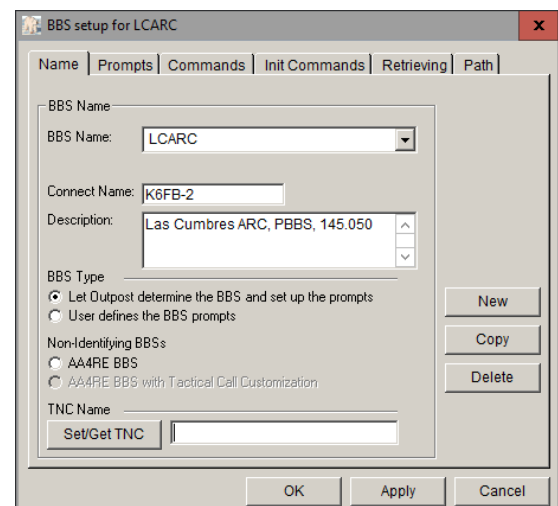 BBS setup for LCARC
x
Name Prompts Commands Init Commands Retrieving Path
BBS Name
BBS Name: LCARC
Connect Name: K6FB-2
Description: Las Cumbres ARC, PBBS, 145.050
BBS Type
Let Outpost determine the BBS and set up the prompts
User defines the BBS prompts
New
Non-Identifying BBSs
Copy
AA4RE BBS
AA4RE BBS with Tactical Call Customization
Delete
TNC Name
Set/Get TNC
OK Apply Cancel